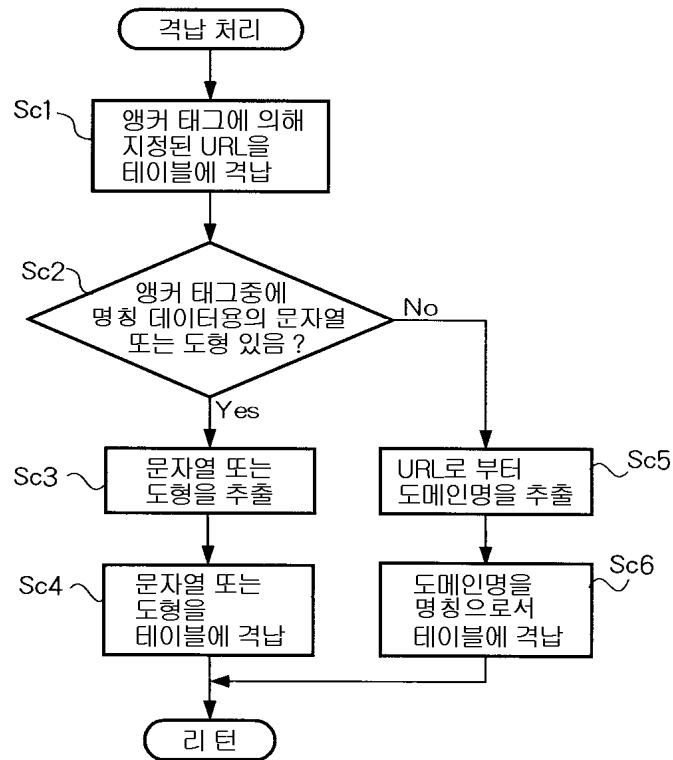 격납 처리
Sc1
앵커 태그에 의해
지정된 URL을
테이블에 격납
Sc2
앵커 태그중에
명칭 데이터용의 문자열
또는 도형 있음 ?
No
Yes
Sc3
문자열 또는
도형을 추출
URL로 부터
도메인명을 추출
Sc5
Sc4
문자열 또는
도형을
테이블에 격납
도메인명을
명칭으로서
테이블에 격납
Sc6
리 턴